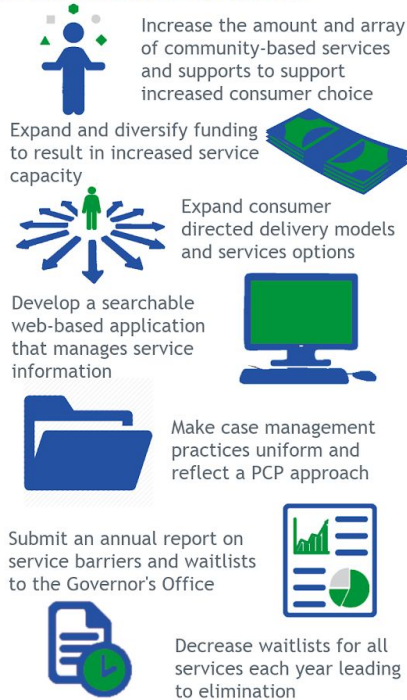 Increase the amount and array
of community-based services
and supports to support
increased consumer choice
Expand and diversify funding
to result in increased service
capacity
Expand consumer
directed delivery models
and services options
Develop a searchable
web-based application
that manages service
information
Make case management
practices uniform and
reflect a PCP approach
Submit an annual report on
service barriers and waitlists
to the Governor's Office
Decrease waitlists for all
services each year leading
to elimination